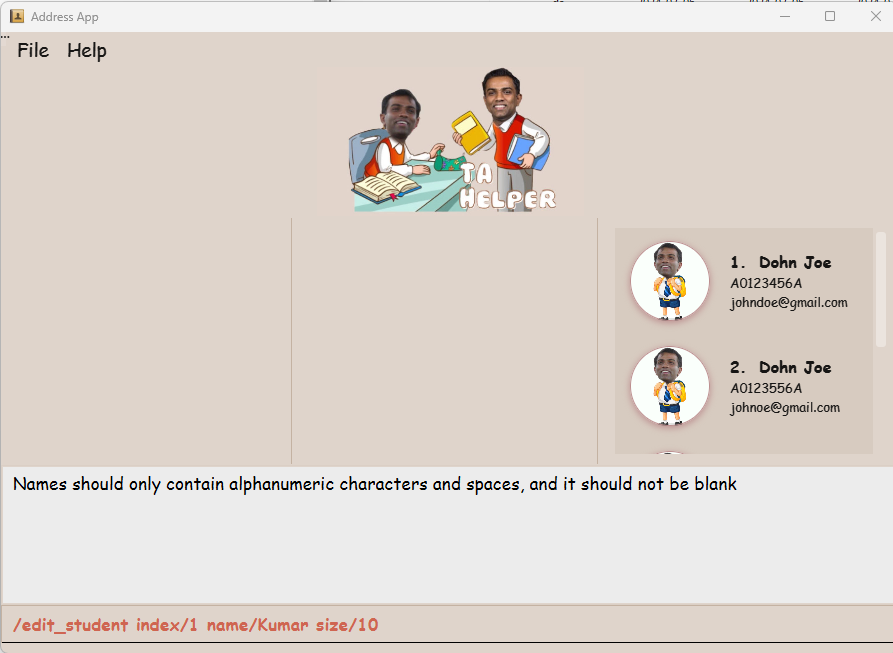 Address App
...
File Help
TA
HELPER
1. Dohn Joe
A0123456A
johndoe@gmail.com
2. Dohn Joe
A0123556A
johnoe@gmail.com
Names should only contain alphanumeric characters and spaces, and it should not be blank
/edit_student index/1 name/Kumar size/10